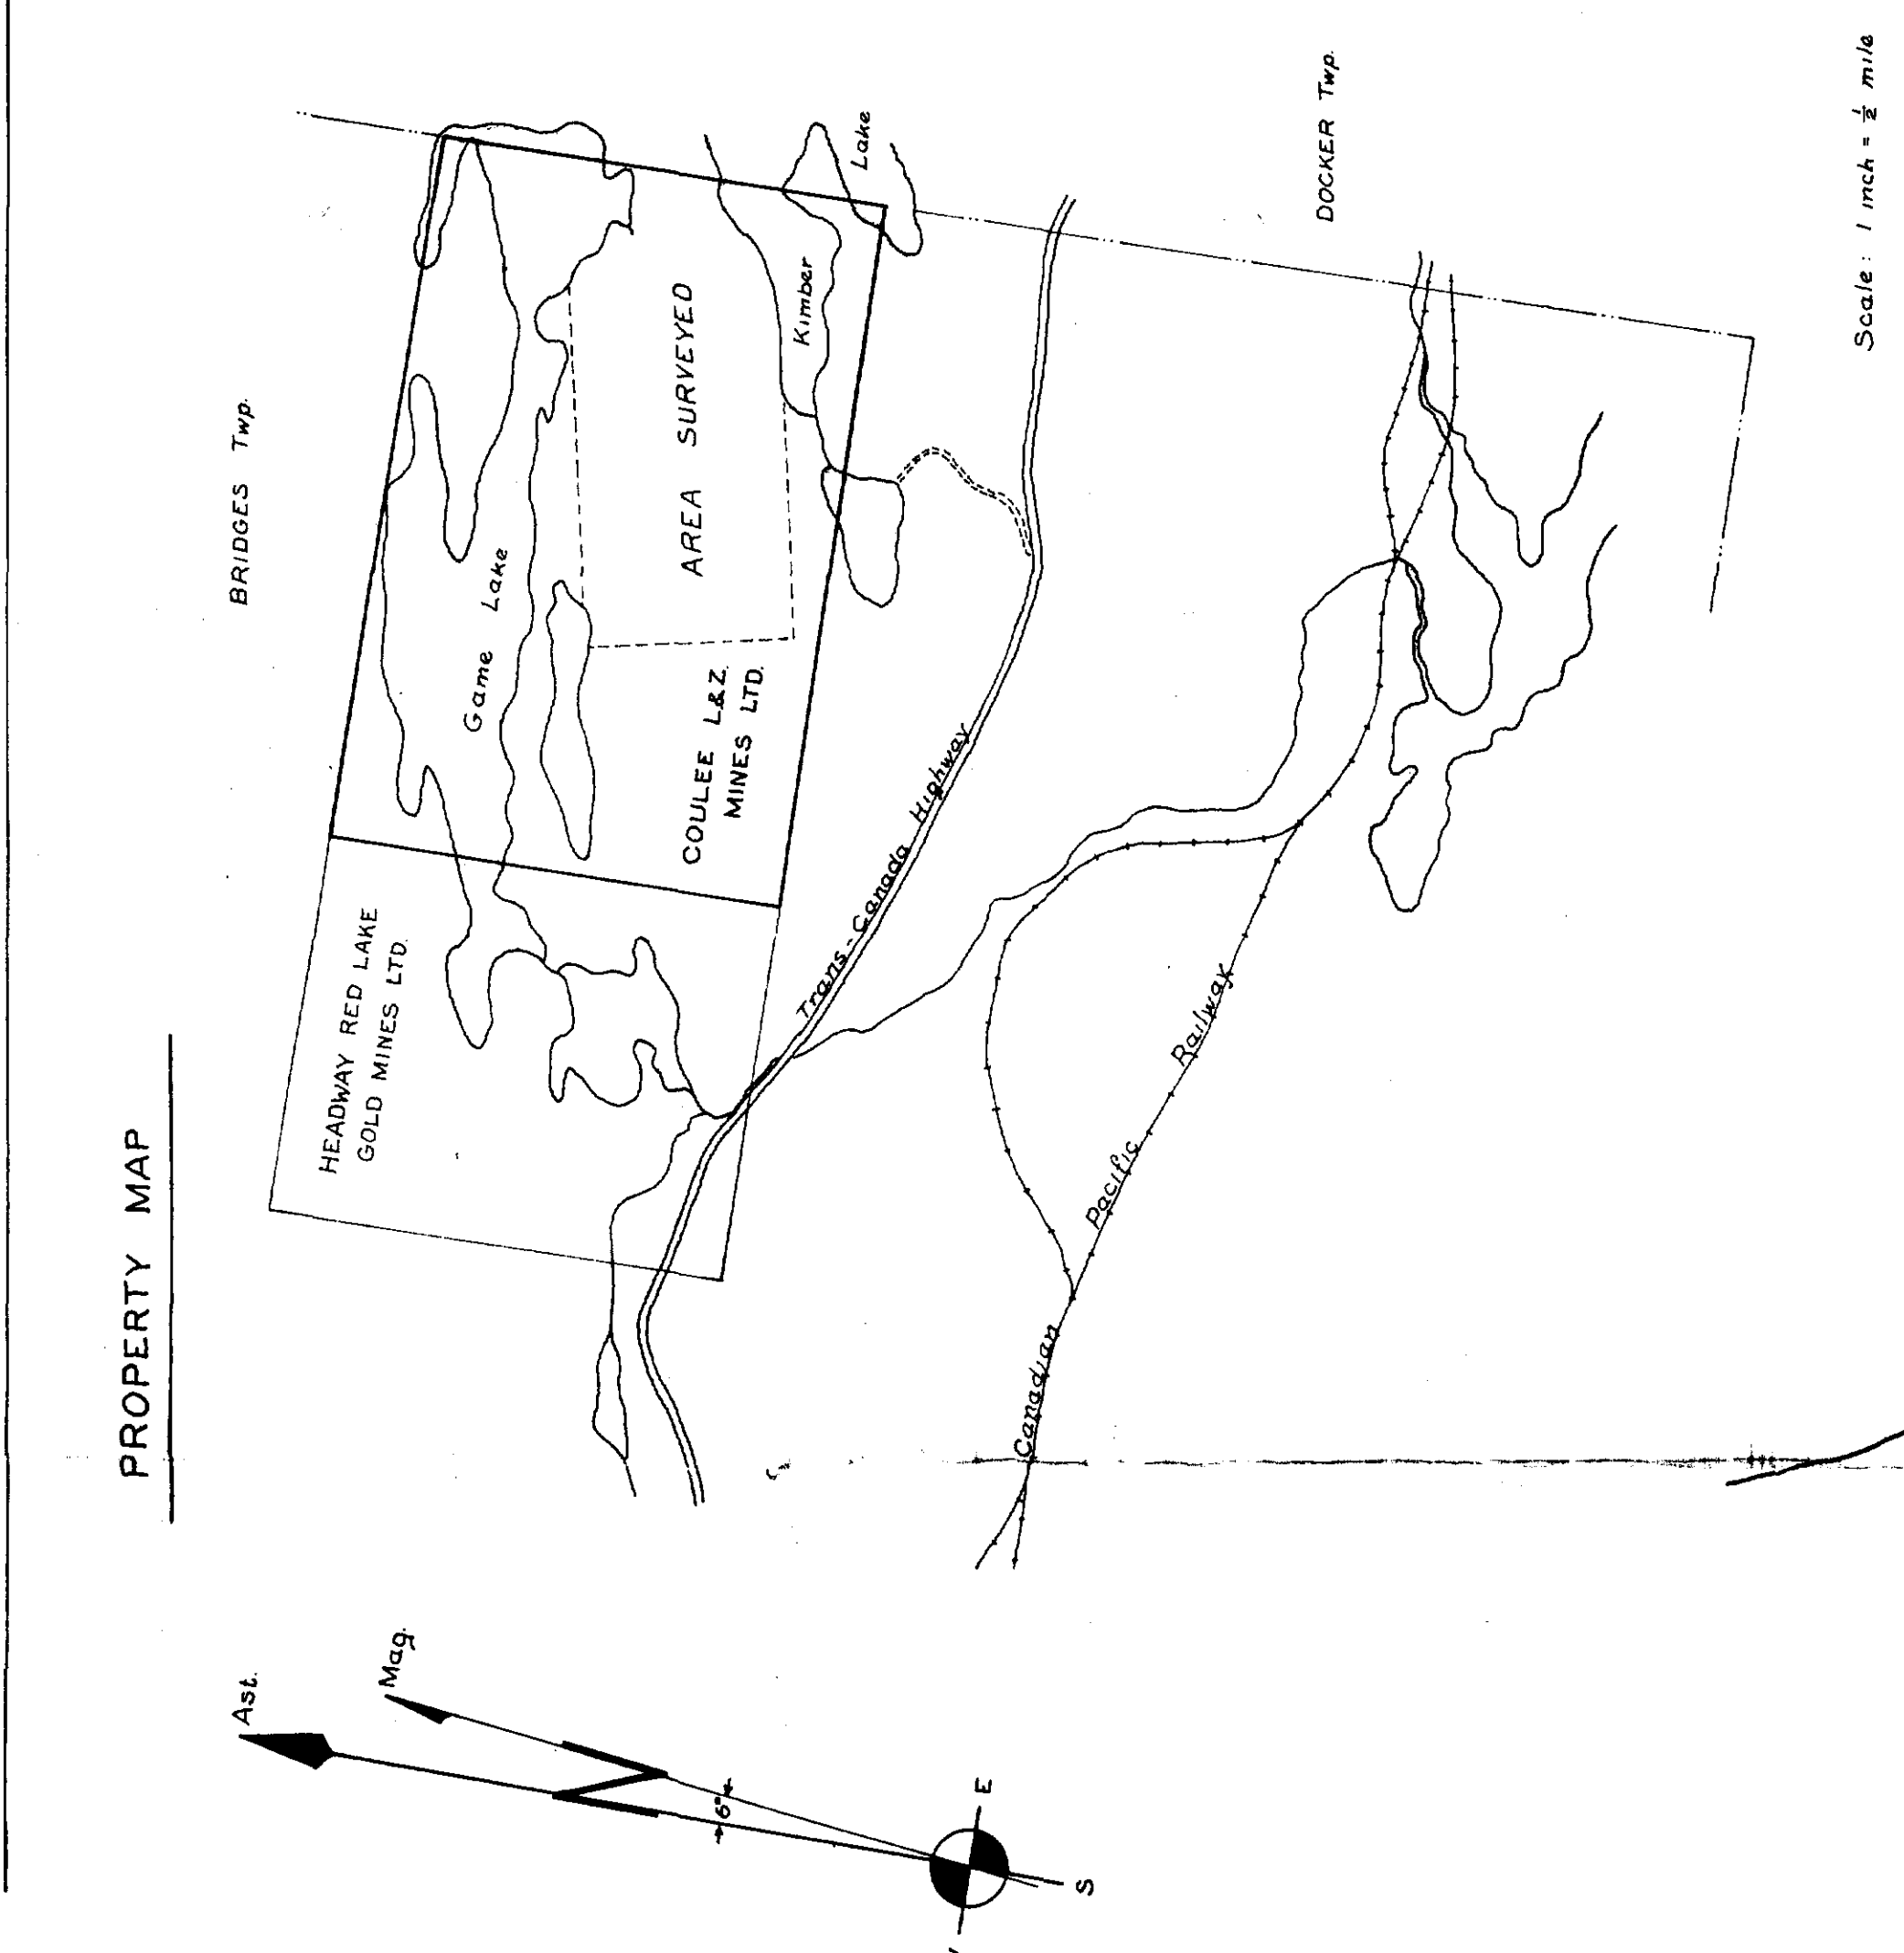 PROPERTY MAP
BRIDGES Twp.
HEADWAY RED LAKE
GOLD MINES LTD.
Game Lake
AREA SURVEYED
COULEE L&Z.
MINES LTD.
Kimber Lake
Trans-Canada Highway
Canadian Pacific Railway
DOCKER Twp.
Scale: 1 inch = ½ mile
Ast.
Mag.
N
6°
E
S